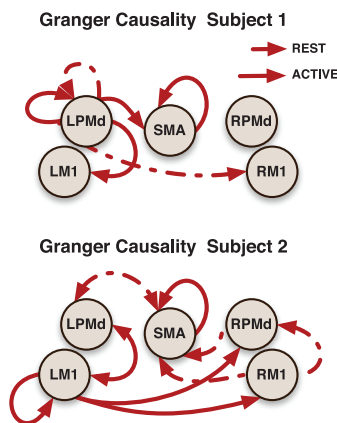 Granger Causality Subject 1
REST
ACTIVE
LPMd
SMA
RPMd
LM1
RM1
Granger Causality Subject 2
LPMd
SMA
RPMd
LM1
RM1